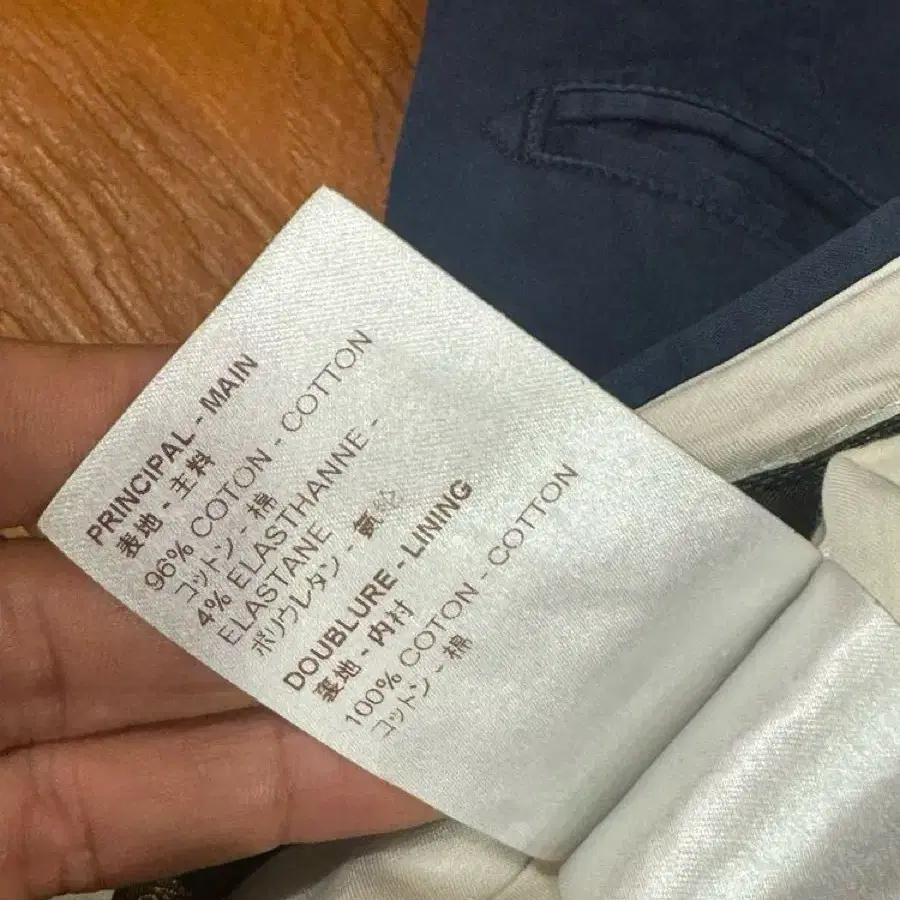 PRINCIPAL - MAIN
表地 - 主料
96% COTON - COTTON
コットン - 棉
4% ELASTHANNE -
ELASTANE
ポリウレタン - 氨纶
DOUBLURE - LINING
裏地 - 内衬
100% COTON - COTTON
コットン - 棉